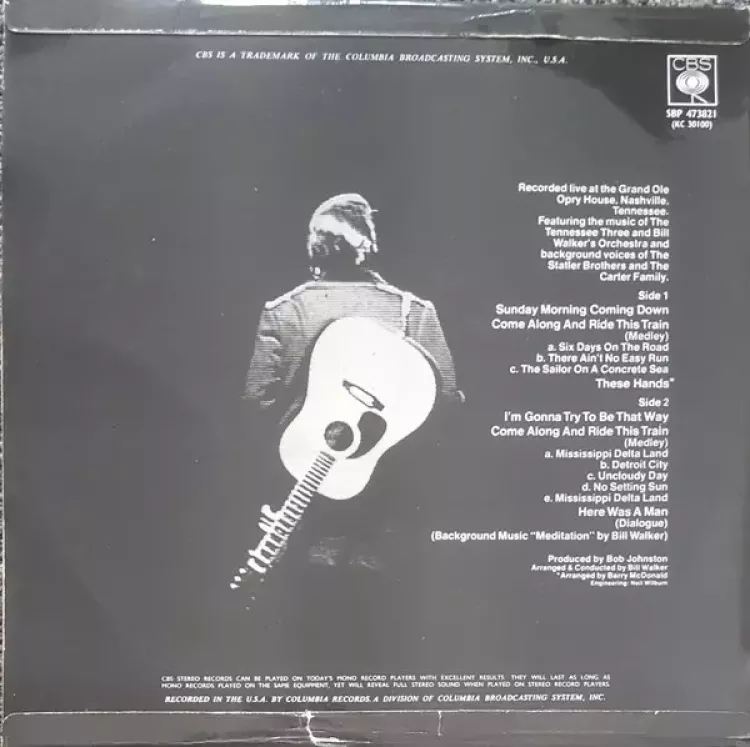 CBS IS A TRADEMARK OF THE COLUMBIA BROADCASTING SYSTEM, INC., U.S.A.
CBS
SBP 473821
(KC 30100)
Recorded live at the Grand Ole
Opry House, Nashville,
Tennessee.
Featuring the music of The
Tennessee Three and Bill
Walker's Orchestra and
background voices of The
Statler Brothers and The
Carter Family.
Side 1
Sunday Morning Coming Down
Come Along And Ride This Train
(Medley)
a. Six Days On The Road
b. There Ain't No Easy Run
c. The Sailor On A Concrete Sea
These Hands*
Side 2
I'm Gonna Try To Be That Way
Come Along And Ride This Train
(Medley)
a. Mississippi Delta Land
b. Detroit City
c. Uncloudy Day
d. No Setting Sun
e. Mississippi Delta Land
Here Was A Man
(Dialogue)
(Background Music "Meditation" by Bill Walker)
Produced by Bob Johnston
Arranged & Conducted by Bill Walker
*Arranged by Barry McDonald
Engineering: Neil Wilburn
CBS STEREO RECORDS CAN BE PLAYED ON TODAY'S MONO RECORD PLAYERS WITH EXCELLENT RESULTS. THEY WILL LAST AS LONG AS
MONO RECORDS PLAYED ON THE SAME EQUIPMENT, YET WILL REVEAL FULL STEREO SOUND WHEN PLAYED ON STEREO RECORD PLAYERS.
RECORDED IN THE U.S.A. BY COLUMBIA RECORDS. A DIVISION OF COLUMBIA BROADCASTING SYSTEM, INC.